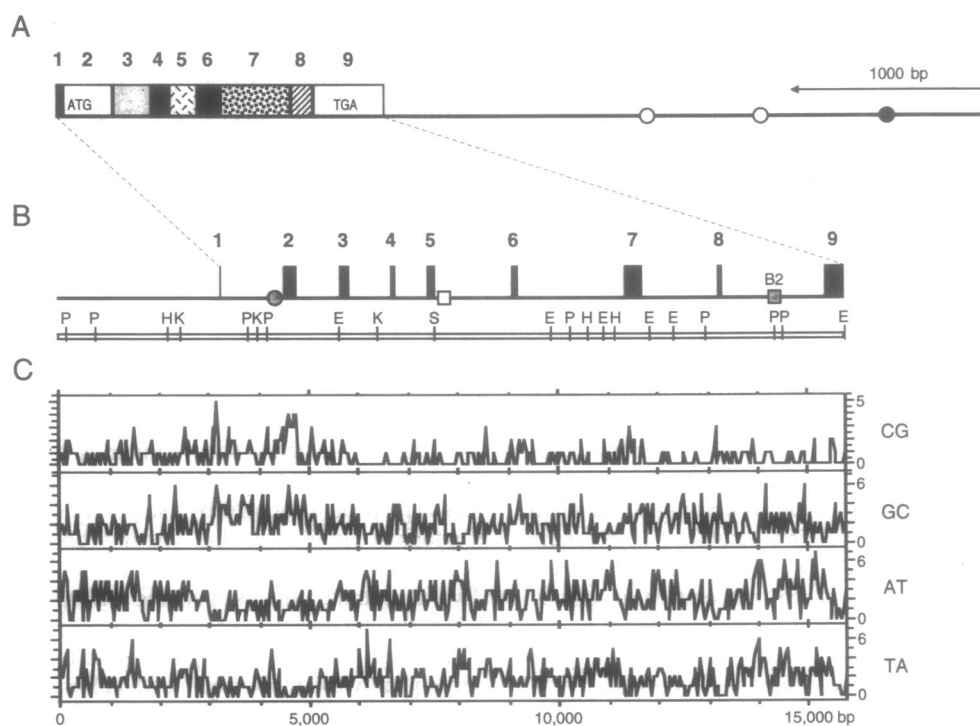 A
1 2 3 4 5 6 7 8 9
1000 bp
ATG TGA
B
1 2 3 4 5 6 7 8 9
B2
P P H K P K P E K S E P H E H E E P P P E
C
5
CG
0
6
GC
0
6
AT
0
6
TA
0
0 5,000 10,000 15,000 bp